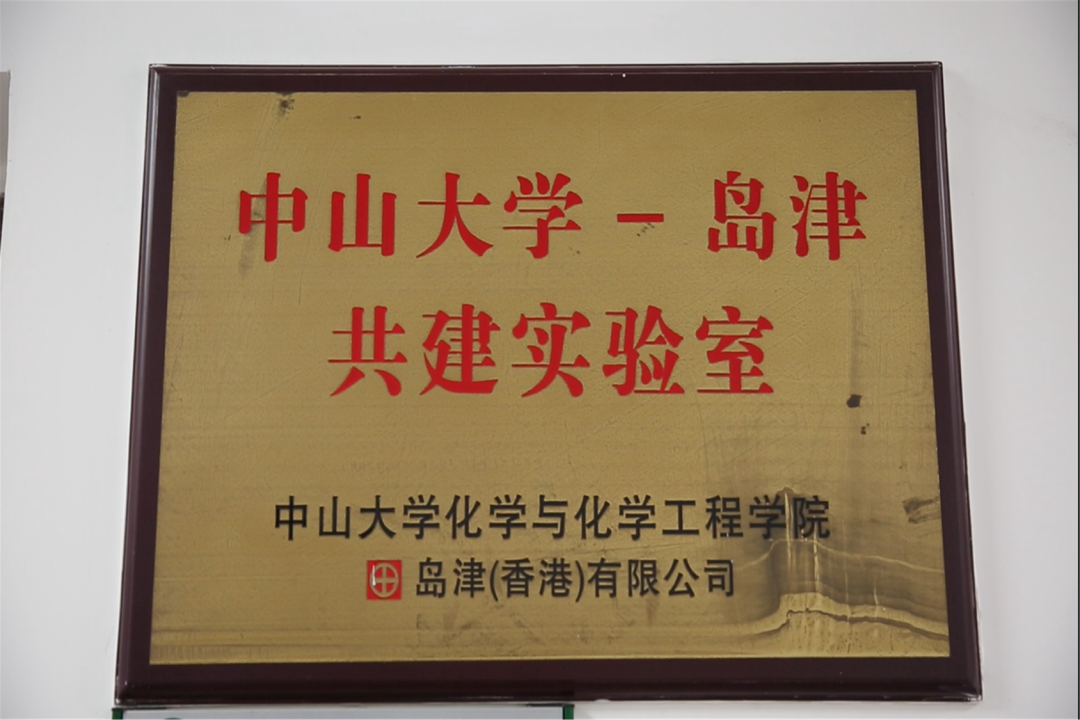 中山大学－岛津
共建实验室
中山大学化学与化学工程学院
岛津(香港)有限公司